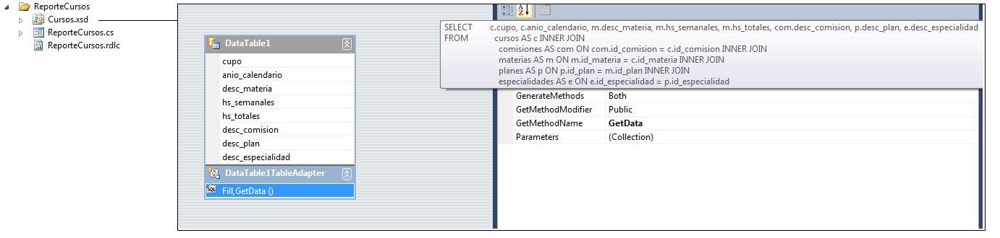 ReporteCursos
Cursos.xsd
ReporteCursos.cs
ReporteCursos.rdlc
DataTable1
cupo
anio_calendario
desc_materia
hs_semanales
hs_totales
desc_comision
desc_plan
desc_especialidad
DataTable1TableAdapter
SQL Fill,GetData ()
A
Z
SELECT c.cupo, c.anio_calendario, m.desc_materia, m.hs_semanales, m.hs_totales, com.desc_comision, p.desc_plan, e.desc_especialidad
FROM cursos AS c INNER JOIN
comisiones AS com ON com.id_comision = c.id_comision INNER JOIN
materias AS m ON m.id_materia = c.id_materia INNER JOIN
planes AS p ON p.id_plan = m.id_plan INNER JOIN
especialidades AS e ON e.id_especialidad = p.id_especialidad
GenerateMethods Both
GetMethodModifier Public
GetMethodName GetData
Parameters (Collection)